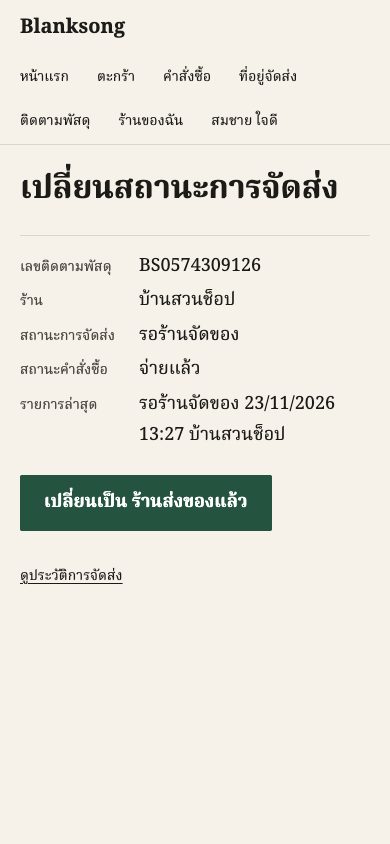 Blanksong
หน้าแรก ตะกร้า คำสั่งซื้อ ที่อยู่จัดส่ง
ติดตามพัสดุ ร้านของฉัน สมชาย ใจดี
เปลี่ยนสถานะการจัดส่ง
เลขติดตามพัสดุ BS0574309126
ร้าน บ้านสวนช็อป
สถานะการจัดส่ง รอร้านจัดของ
สถานะคำสั่งซื้อ จ่ายแล้ว
รายการล่าสุด รอร้านจัดของ 23/11/2026
13:27 บ้านสวนช็อป
เปลี่ยนเป็น ร้านส่งของแล้ว
ดูประวัติการจัดส่ง